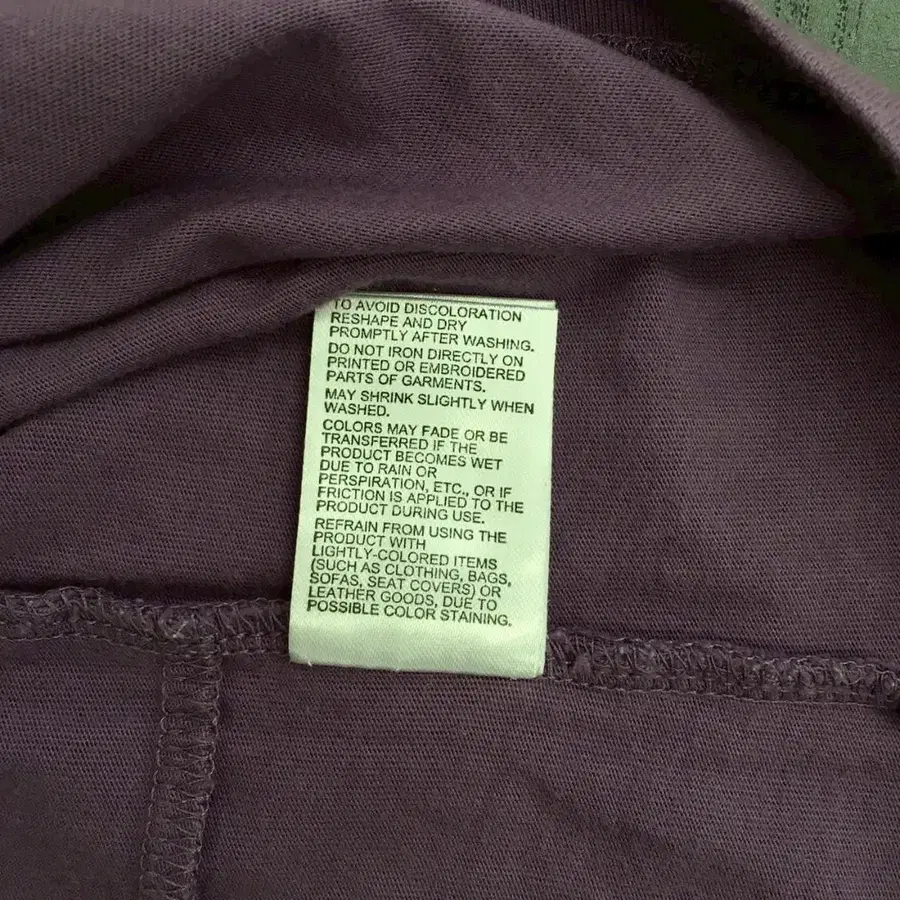 TO AVOID DISCOLORATION
RESHAPE AND DRY
PROMPTLY AFTER WASHING.
DO NOT IRON DIRECTLY ON
PRINTED OR EMBROIDERED
PARTS OF GARMENTS.
MAY SHRINK SLIGHTLY WHEN
WASHED.
COLORS MAY FADE OR BE
TRANSFERRED IF THE
PRODUCT BECOMES WET
DUE TO RAIN OR
PERSPIRATION, ETC., OR IF
FRICTION IS APPLIED TO THE
PRODUCT DURING USE.
REFRAIN FROM USING THE
PRODUCT WITH
LIGHTLY-COLORED ITEMS
(SUCH AS CLOTHING, BAGS,
SOFAS, SEAT COVERS) OR
LEATHER GOODS, DUE TO
POSSIBLE COLOR STAINING.